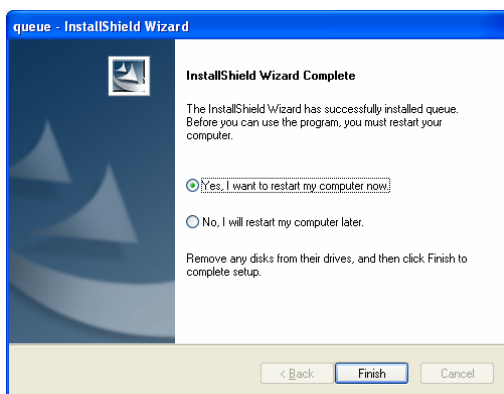 queue - InstallShield Wizard
InstallShield Wizard Complete
The InstallShield Wizard has successfully installed queue.
Before you can use the program, you must restart your
computer.
Yes, I want to restart my computer now.
No, I will restart my computer later.
Remove any disks from their drives, and then click Finish to
complete setup.
< Back
Finish
Cancel